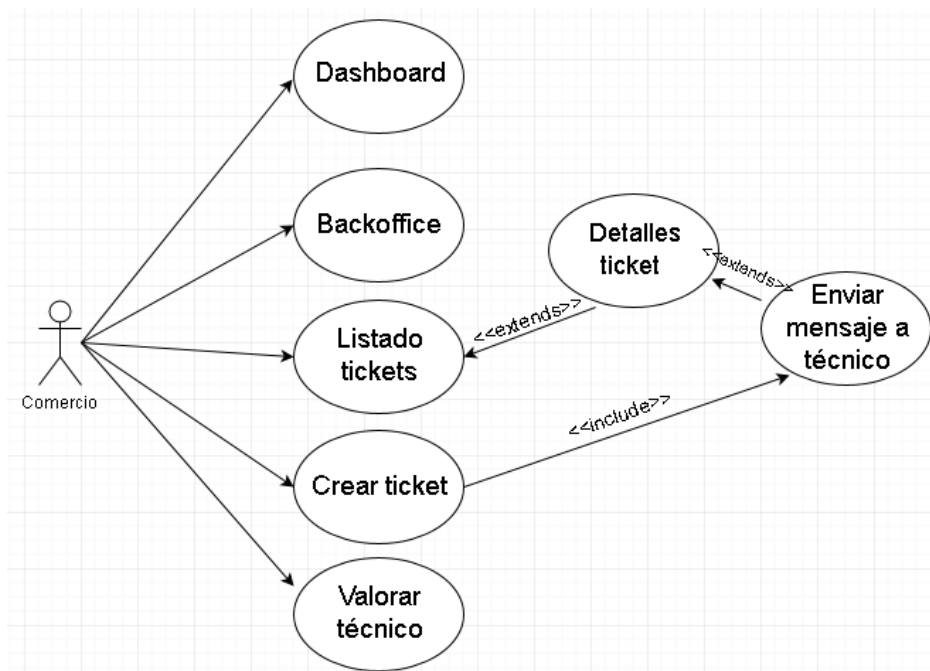 Dashboard
Backoffice
Detalles
ticket
<<extends>>
Enviar
mensaje a
técnico
<<extends>>
Listado
tickets
Comercio
<<include>>
Crear ticket
Valorar
técnico